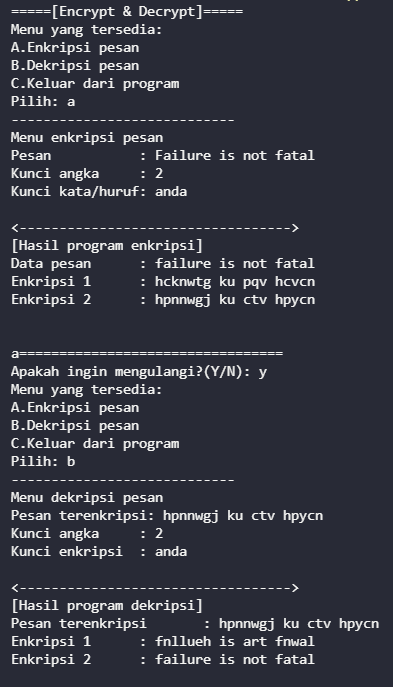 =====[Encrypt & Decrypt]=====
Menu yang tersedia:
A.Enkripsi pesan
B.Dekripsi pesan
C.Keluar dari program
Pilih: a
----------------------------
Menu enkripsi pesan
Pesan           : Failure is not fatal
Kunci angka     : 2
Kunci kata/huruf: anda

<---------------------------------->
[Hasil program enkripsi]
Data pesan      : failure is not fatal
Enkripsi 1      : hcknwtg ku pqv hcvcn
Enkripsi 2      : hpnnwgj ku ctv hpycn

a=================================
Apakah ingin mengulangi?(Y/N): y
Menu yang tersedia:
A.Enkripsi pesan
B.Dekripsi pesan
C.Keluar dari program
Pilih: b
----------------------------
Menu dekripsi pesan
Pesan terenkripsi: hpnnwgj ku ctv hpycn
Kunci angka     : 2
Kunci enkripsi  : anda

<---------------------------------->
[Hasil program dekripsi]
Pesan terenkripsi       : hpnnwgj ku ctv hpycn
Enkripsi 1      : fnllueh is art fnwal
Enkripsi 2      : failure is not fatal